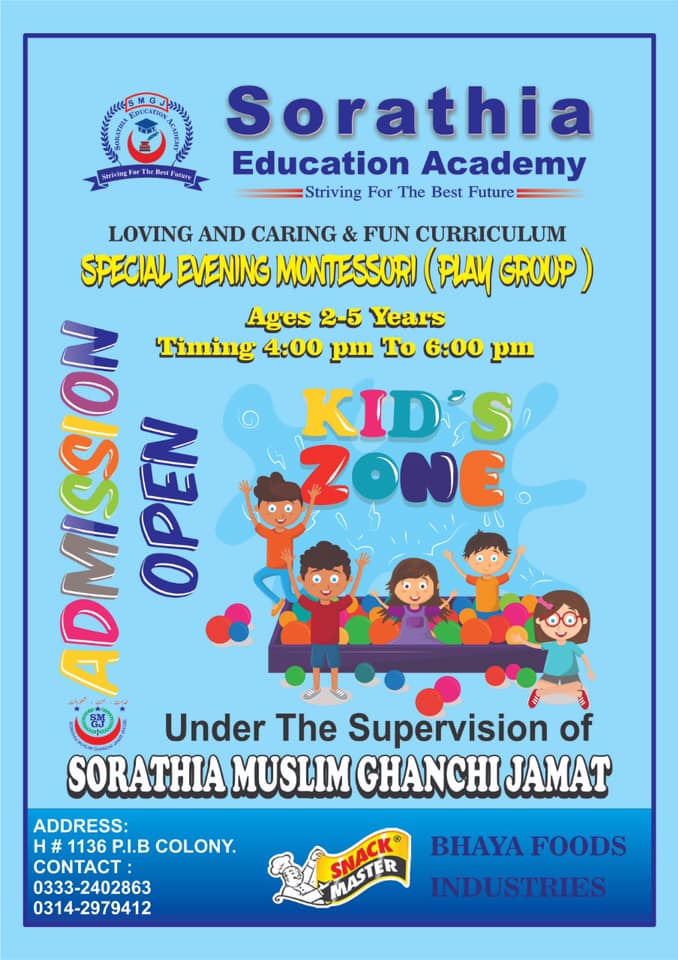 SMGJ
SORATHIA EDUCATION ACADEMY
Striving For The Best Future
Sorathia
Education Academy
Striving For The Best Future
LOVING AND CARING & FUN CURRICULUM
SPECIAL EVENING MONTESSORI ( PLAY GROUP )
Ages 2-5 Years
Timing 4:00 pm To 6:00 pm
ADMISSION
OPEN
KID'S
ZONE
SM
GJ
Under The Supervision of
SORATHIA MUSLIM GHANCHI JAMAT
ADDRESS:
H # 1136 P.I.B COLONY.
CONTACT :
0333-2402863
0314-2979412
SNACK
MASTER
®
BHAYA FOODS
INDUSTRIES